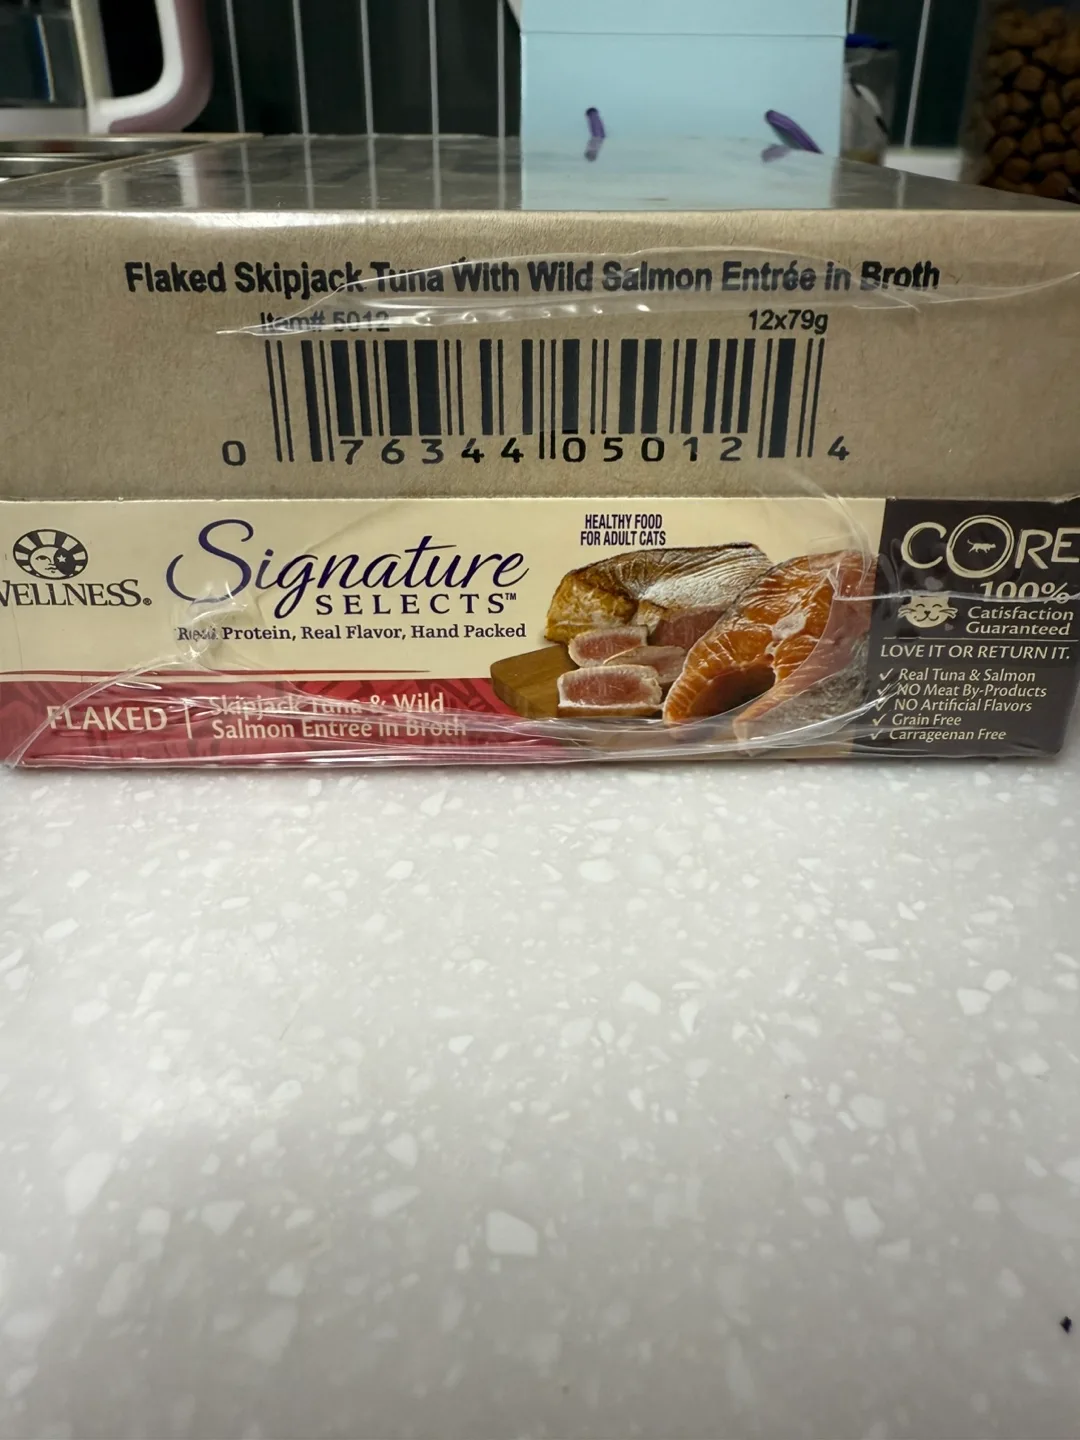 Flaked Skipjack Tuna With Wild Salmon Entrée in Broth
Item# 5012
12x79g
0 76344 05012 4
WELLNESS®
Signature
SELECTS™
Real Protein, Real Flavor, Hand Packed
FLAKED
Skipjack Tuna & Wild
Salmon Entrée in Broth
HEALTHY FOOD
FOR ADULT CATS
CORE
100%
Satisfaction
Guaranteed
LOVE IT OR RETURN IT.
✓ Real Tuna & Salmon
✓ NO Meat By-Products
✓ NO Artificial Flavors
✓ Grain Free
✓ Carrageenan Free